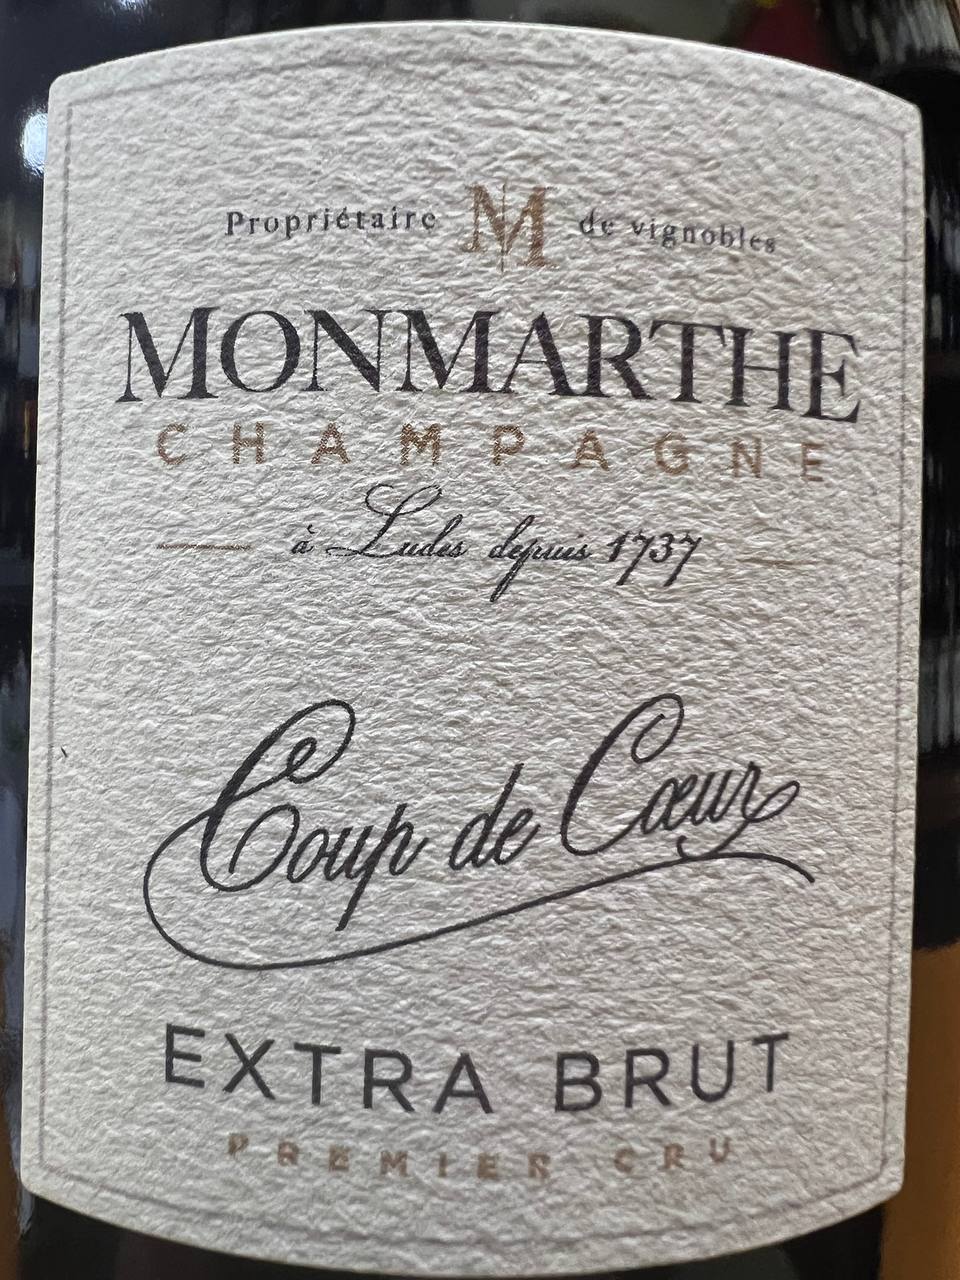 Propriétaire M de vignobles
MONMARTHE
CHAMPAGNE
à Ludes depuis 1737
Coup de Cœur
EXTRA BRUT
PREMIER CRU